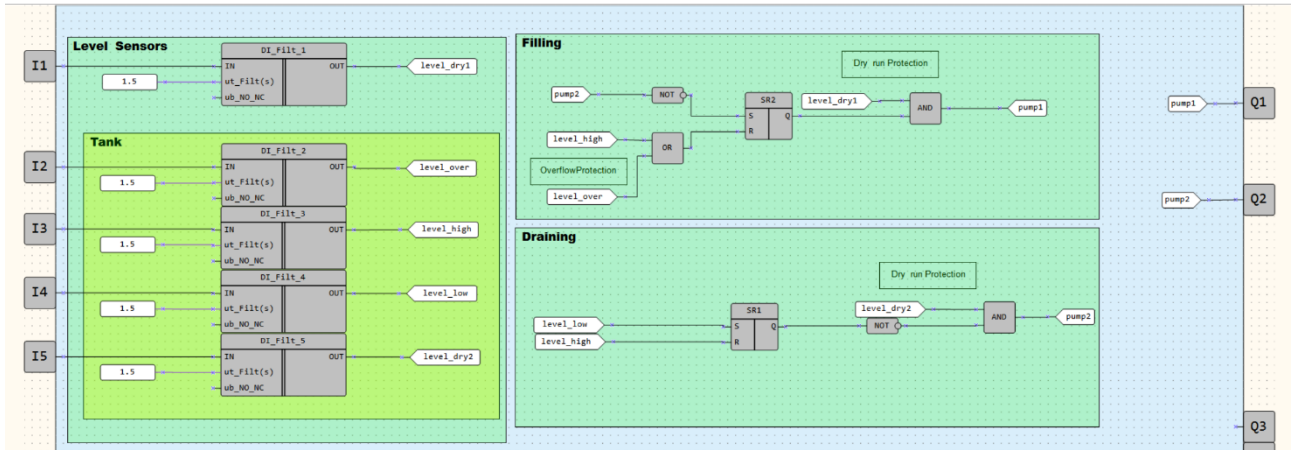 Level Sensors
I1
DI_Filt_1
IN
OUT
level_dry1
1.5
ut_Filt(s)
ub_NO_NC
Tank
I2
DI_Filt_2
IN
OUT
level_over
1.5
ut_Filt(s)
ub_NO_NC
I3
DI_Filt_3
IN
OUT
level_high
1.5
ut_Filt(s)
ub_NO_NC
I4
DI_Filt_4
IN
OUT
level_low
1.5
ut_Filt(s)
ub_NO_NC
I5
DI_Filt_5
IN
OUT
level_dry2
1.5
ut_Filt(s)
ub_NO_NC
Filling
Dry run Protection
pump2
NOT
SR2
level_dry1
AND
pump1
S
Q
R
level_high
OR
OverflowProtection
level_over
Draining
Dry run Protection
level_low
level_high
SR1
S
Q
R
level_dry2
NOT
AND
pump2
pump1
Q1
pump2
Q2
Q3